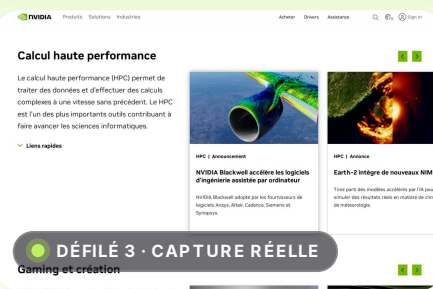 NVIDIA Produits Solutions Industries Acheter Drivers Assistance Sign In
Calcul haute performance
Le calcul haute performance (HPC) permet de
traiter des données et d'effectuer des calculs
complexes à une vitesse sans précédent. Le HPC
est l'un des plus importants outils contribuant à
faire avancer les sciences informatiques.
Liens rapides
HPC | Announcement
NVIDIA Blackwell accélère les logiciels
d'ingénierie assistée par ordinateur
NVIDIA Blackwell adopté par les fournisseurs de
logiciels Ansys, Altair, Cadence, Siemens et
Synopsys.
HPC | Annonce
Earth-2 intègre de nouveaux NIM
Tirez parti des modèles accélérés par l'IA pou
simuler des résultats réels en matière de clim
de météorologie.
DÉFILÉ 3 · CAPTURE RÉELLE
Gaming et création